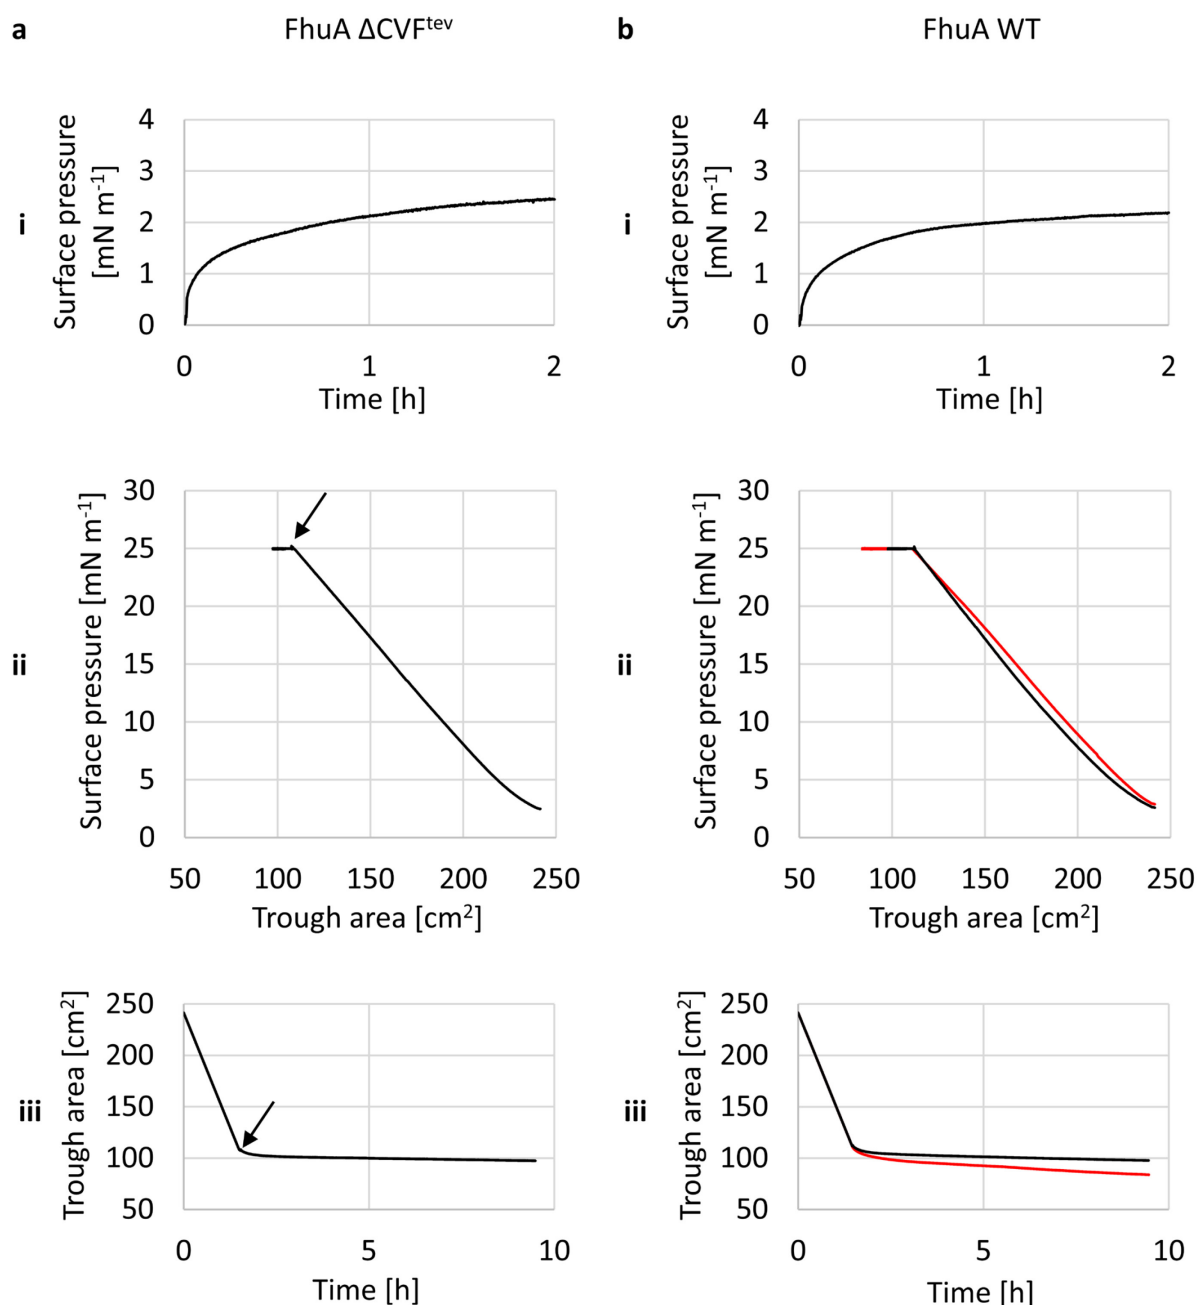 a
FhuA ΔCVFᵗᵉᵛ
b
FhuA WT
i
Surface pressure
[mN m⁻¹]
4
3
2
1
0
0 1 2
Time [h]
i
Surface pressure
[mN m⁻¹]
4
3
2
1
0
0 1 2
Time [h]
ii
Surface pressure [mN m⁻¹]
30
25
20
15
10
5
0
50 100 150 200 250
Trough area [cm²]
ii
Surface pressure [mN m⁻¹]
30
25
20
15
10
5
0
50 100 150 200 250
Trough area [cm²]
iii
Trough area [cm²]
250
200
150
100
50
0 5 10
Time [h]
iii
Trough area [cm²]
250
200
150
100
50
0 5 10
Time [h]